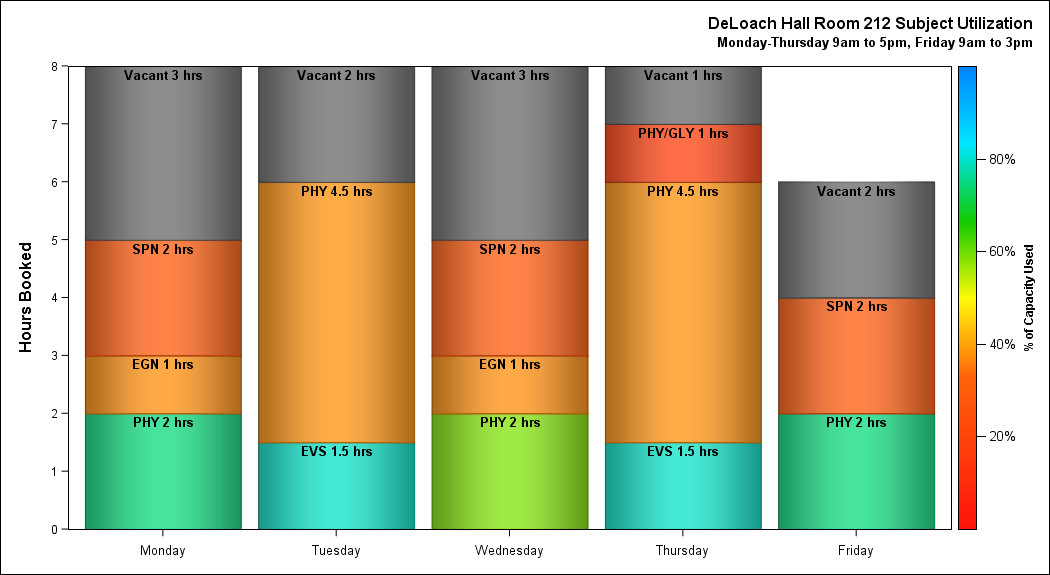 DeLoach Hall Room 212 Subject Utilization
Monday-Thursday 9am to 5pm, Friday 9am to 3pm
Hours Booked
8
7
6
5
4
3
2
1
0
Vacant 3 hrs
SPN 2 hrs
EGN 1 hrs
PHY 2 hrs
Vacant 2 hrs
PHY 4.5 hrs
EVS 1.5 hrs
Vacant 3 hrs
SPN 2 hrs
EGN 1 hrs
PHY 2 hrs
Vacant 1 hrs
PHY/GLY 1 hrs
PHY 4.5 hrs
EVS 1.5 hrs
Vacant 2 hrs
SPN 2 hrs
PHY 2 hrs
Monday
Tuesday
Wednesday
Thursday
Friday
80%
60%
40%
20%
% of Capacity Used